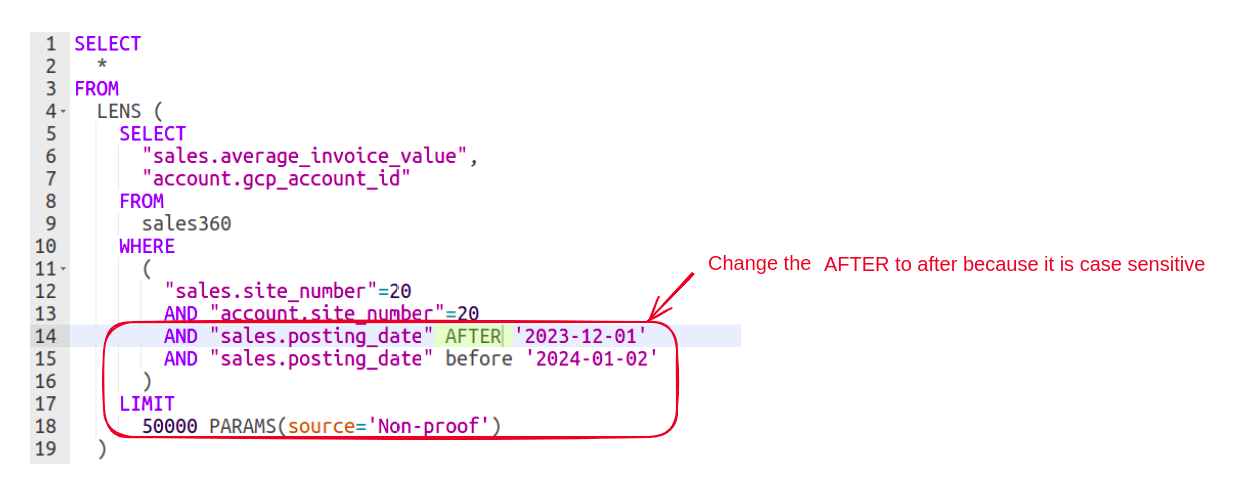 1 SELECT
2 *
3 FROM
4 LENS (
5 SELECT
6 "sales.average_invoice_value",
7 "account.gcp_account_id"
8 FROM
9 sales360
10 WHERE
11 (
12 "sales.site_number"=20
13 AND "account.site_number"=20
14 AND "sales.posting_date" AFTER '2023-12-01'
15 AND "sales.posting_date" before '2024-01-02'
16 )
17 LIMIT
18 50000 PARAMS(source='Non-proof')
19 )
Change the AFTER to after because it is case sensitive